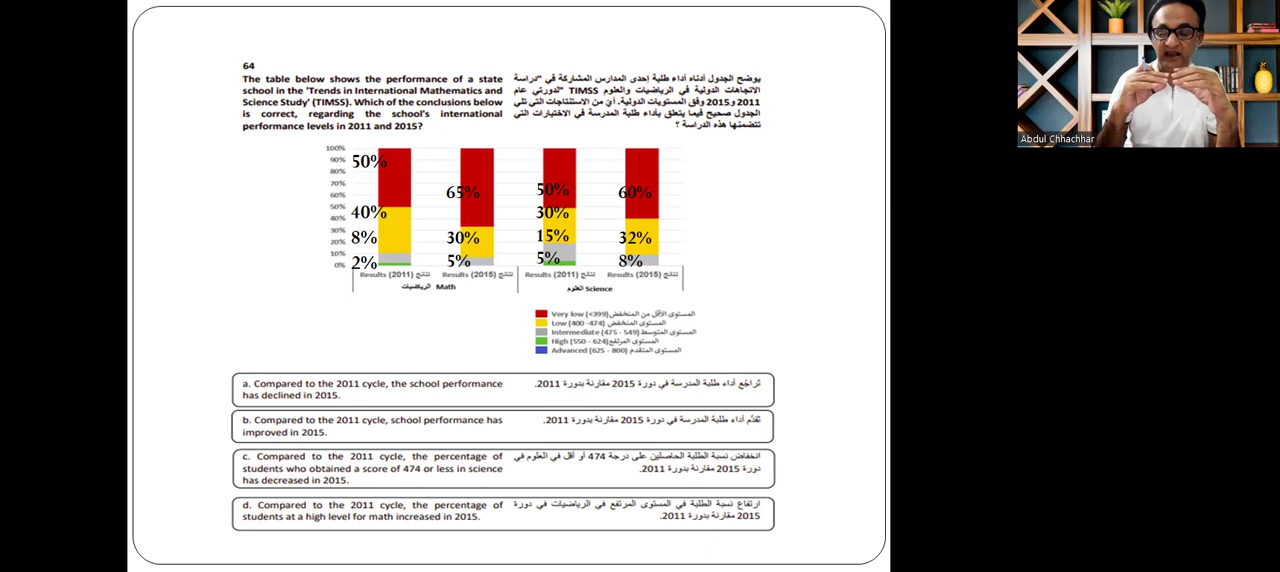 64
The table below shows the performance of a state
school in the 'Trends in International Mathematics and
Science Study' (TIMSS). Which of the conclusions below
is correct, regarding the school's international
performance levels in 2011 and 2015?
يوضح الجدول أدناه أداء طلبة إحدى المدارس المشاركة في "دراسة
الاتجاهات الدولية في الرياضيات والعلوم TIMSS "لدورتي عام
2011 و2015 وفق المستويات الدولية. أيّ من الاستنتاجات التي تلي
الجدول صحيح فيما يتعلق بأداء طلبة المدرسة في الاختبارات التي
تتضمنها هذه الدراسة ؟
100%
90%
80%
70%
60%
50%
40%
30%
20%
10%
0%
50%
40%
8%
2%
65%
30%
5%
50%
30%
15%
5%
60%
32%
8%
Results (2011) نتائج
Results (2015) نتائج
Results (2011) نتائج
Results (2015) نتائج
الرياضيات Math
العلوم Science
Very low (<399) المستوى الأقل من المنخفض
Low (400 -474) المستوى المنخفض
Intermediate (475 - 549) المستوى المتوسط
High (550 - 624) المستوى المرتفع
Advanced (625 - 800) المستوى المتقدم
a. Compared to the 2011 cycle, the school performance
has declined in 2015.
تراجُع أداء طلبة المدرسة في دورة 2015 مقارنة بدورة 2011.
b. Compared to the 2011 cycle, school performance has
improved in 2015.
تقدُّم أداء طلبة المدرسة في دورة 2015 مقارنة بدورة 2011.
c. Compared to the 2011 cycle, the percentage of
students who obtained a score of 474 or less in science
has decreased in 2015.
انخفاض نسبة الطلبة الحاصلين على درجة 474 أو أقل في العلوم في
دورة 2015 مقارنة بدورة 2011.
d. Compared to the 2011 cycle, the percentage of
students at a high level for math increased in 2015.
ارتفاع نسبة الطلبة في المستوى المرتفع في الرياضيات في دورة
2015 مقارنة بدورة 2011.
Abdul Chhachhar